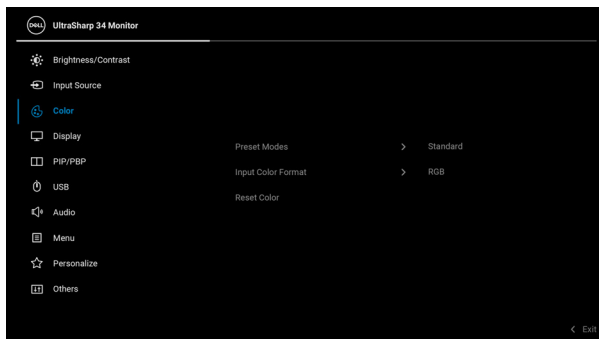 DELL UltraSharp 34 Monitor
Brightness/Contrast
Input Source
Color
Display
Preset Modes Standard
PIP/PBP
Input Color Format RGB
USB
Reset Color
Audio
Menu
Personalize
Others
Exit